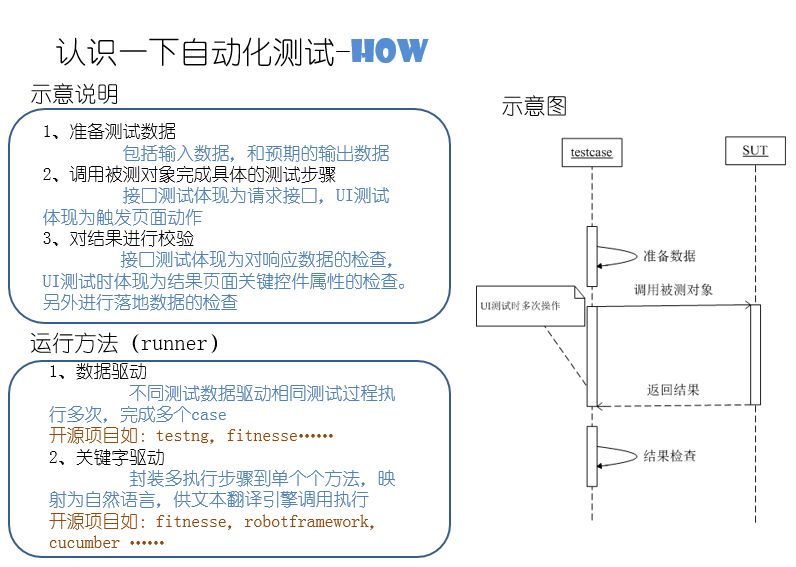 认识一下自动化测试-HOW
示意说明
1、准备测试数据
包括输入数据，和预期的输出数据
2、调用被测对象完成具体的测试步骤
接口测试体现为请求接口，UI测试
体现为触发页面动作
3、对结果进行校验
接口测试体现为对响应数据的检查，
UI测试时体现为结果页面关键控件属性的检查。
另外进行落地数据的检查
运行方法（runner）
1、数据驱动
不同测试数据驱动相同测试过程执
行多次，完成多个case
开源项目如：testng，fitnesse……
2、关键字驱动
封装多执行步骤到单个个方法，映
射为自然语言，供文本翻译引擎调用执行
开源项目如：fitnesse，robotframework，
cucumber ……
示意图
testcase
SUT
准备数据
调用被测对象
UI测试时多次操作
返回结果
结果检查